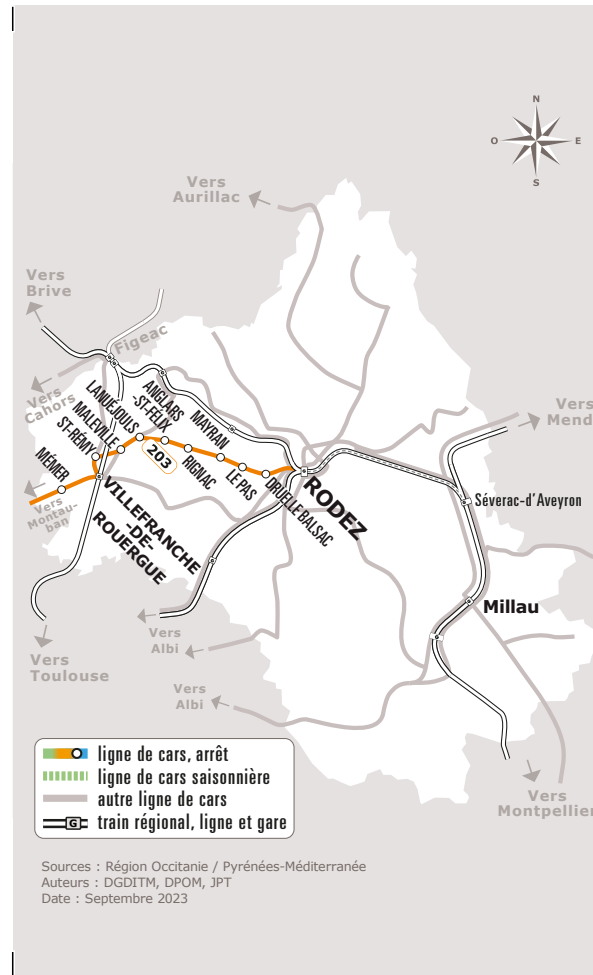 N
O
E
S
Vers
Aurillac
Vers
Brive
Figeac
Vers
Cahors
Vers
Mend
LANUÉJOULS
MALEVILLE
ST-RÉMY
MÉMER
ANGLARS
-ST-FÉLIX
203
MAYRAN
RIGNAC
LE PAS
DRUELLE BALSAC
RODEZ
Séverac-d'Aveyron
Vers
Montau-
ban
VILLEFRANCHE
-DE-
ROUERGUE
Millau
Vers
Toulouse
Vers
Albi
Vers
Albi
Vers
Montpellier
ligne de cars, arrêt
ligne de cars saisonnière
autre ligne de cars
G train régional, ligne et gare
Sources : Région Occitanie / Pyrénées-Méditerranée
Auteurs : DGDITM, DPOM, JPT
Date : Septembre 2023